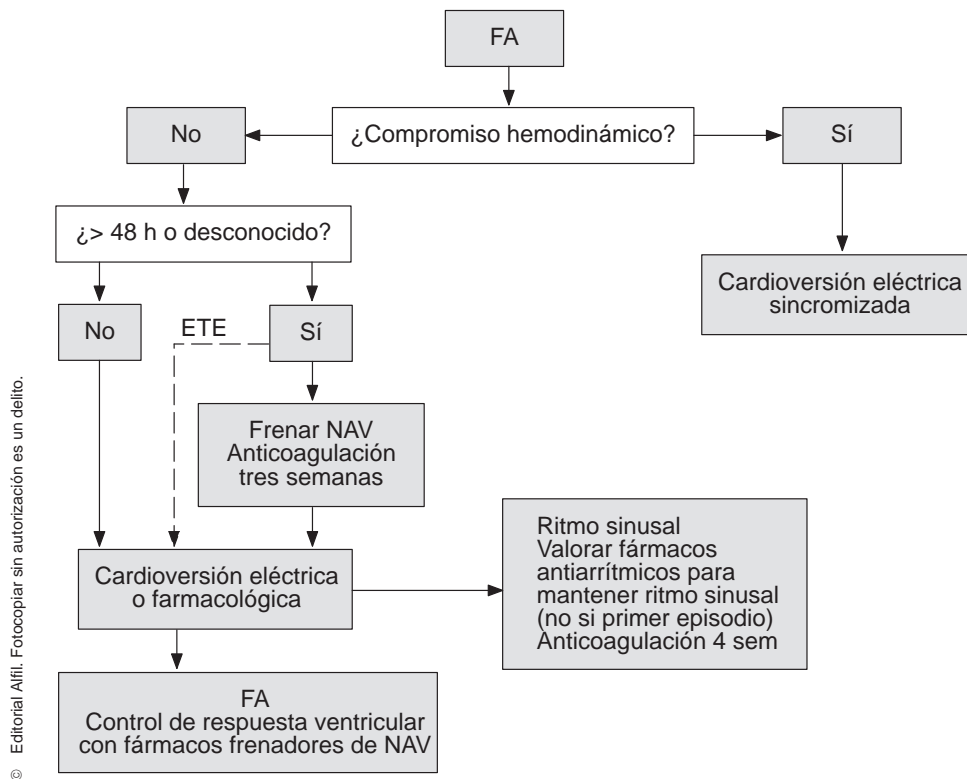 FA
No
¿Compromiso hemodinámico?
Sí
¿> 48 h o desconocido?
Cardioversión eléctrica
sincromizada
No
ETE
Sí
Frenar NAV
Anticoagulación
tres semanas
Cardioversión eléctrica
o farmacológica
Ritmo sinusal
Valorar fármacos
antiarrítmicos para
mantener ritmo sinusal
(no si primer episodio)
Anticoagulación 4 sem
FA
Control de respuesta ventricular
con fármacos frenadores de NAV
© Editorial Alfil. Fotocopiar sin autorización es un delito.